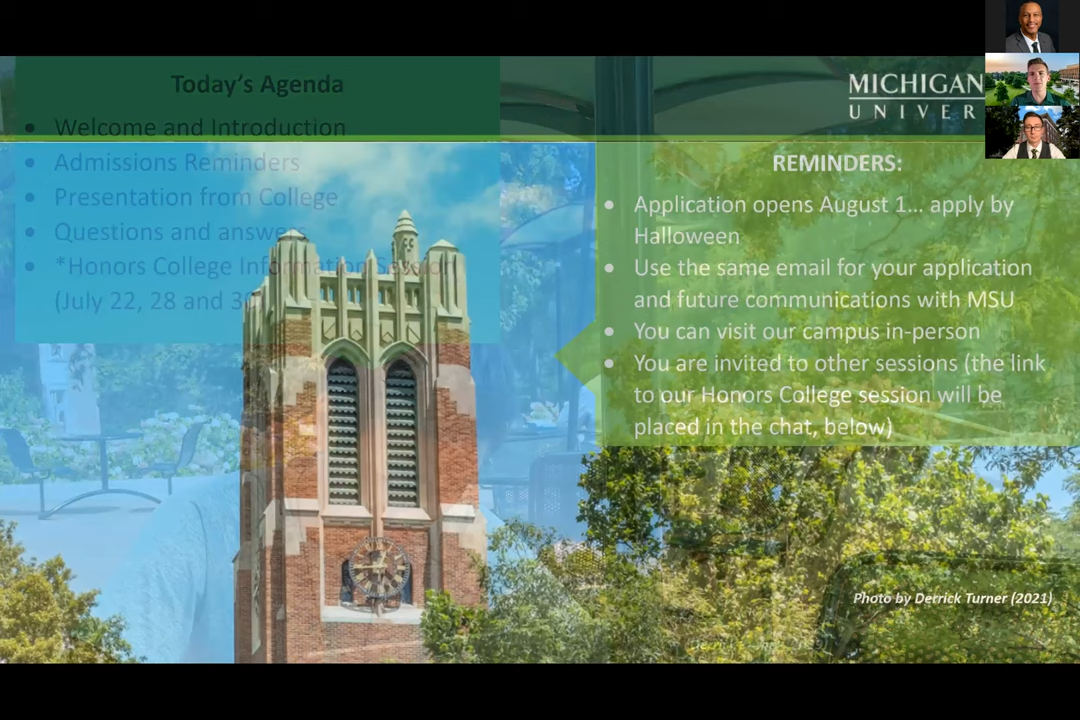 Today's Agenda
• Welcome and Introduction
• Admissions Reminders
• Presentation from College
• Questions and answers
• *Honors College Information Session
(July 22, 28 and 30
MICHIGAN
UNIVER
REMINDERS:
• Application opens August 1... apply by
Halloween
• Use the same email for your application
and future communications with MSU
• You can visit our campus in-person
• You are invited to other sessions (the link
to our Honors College session will be
placed in the chat, below)
Photo by Derrick Turner (2021)